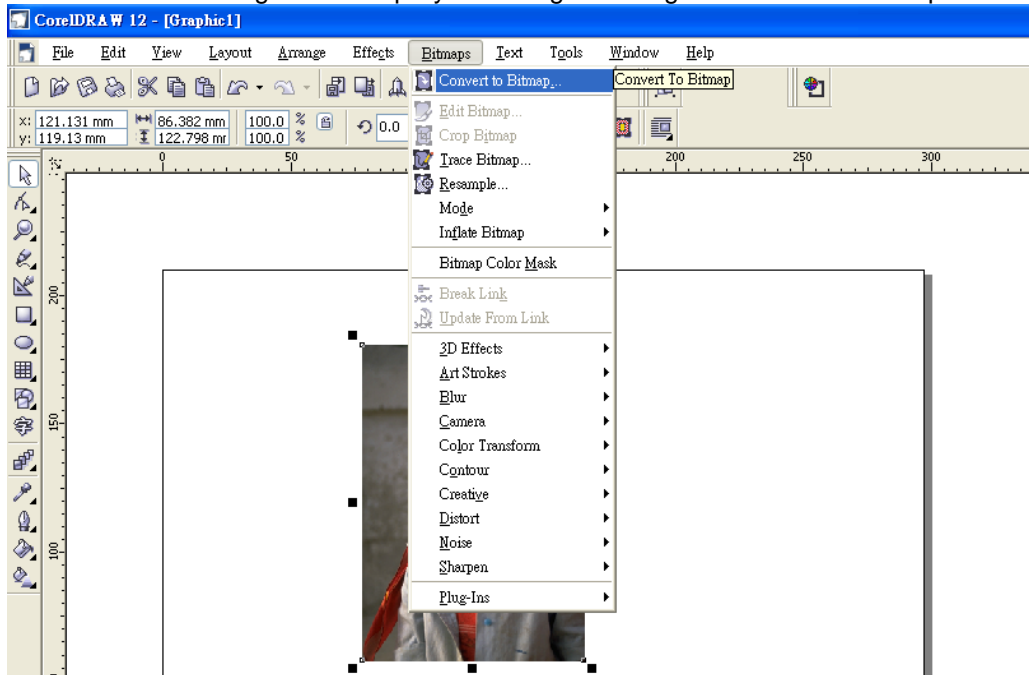 CorelDRAW 12 - [Graphic1]
File Edit View Layout Arrange Effects Bitmaps Text Tools Window Help
Convert to Bitmap...
Convert To Bitmap
x: 121.131 mm 86.382 mm 100.0 % 0.0
y: 119.13 mm 122.798 mm 100.0 %
Edit Bitmap...
Crop Bitmap
Trace Bitmap...
Resample...
Mode
Inflate Bitmap
Bitmap Color Mask
Break Link
Update From Link
3D Effects
Art Strokes
Blur
Camera
Color Transform
Contour
Creative
Distort
Noise
Sharpen
Plug-Ins
0 50 200 250 300
200
150
100
字